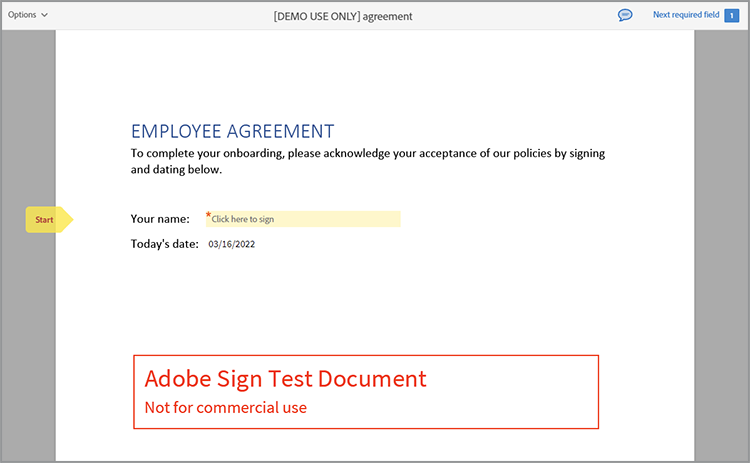 Options
[DEMO USE ONLY] agreement
Next required field 1
EMPLOYEE AGREEMENT
To complete your onboarding, please acknowledge your acceptance of our policies by signing
and dating below.
Start
Your name: *Click here to sign
Today's date: 03/16/2022
Adobe Sign Test Document
Not for commercial use